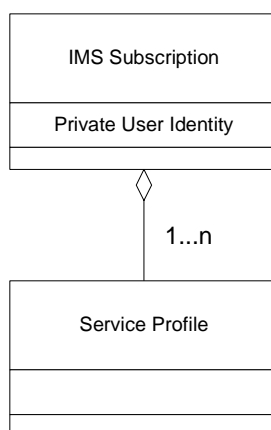 IMS Subscription
Private User Identity
1...n
Service Profile